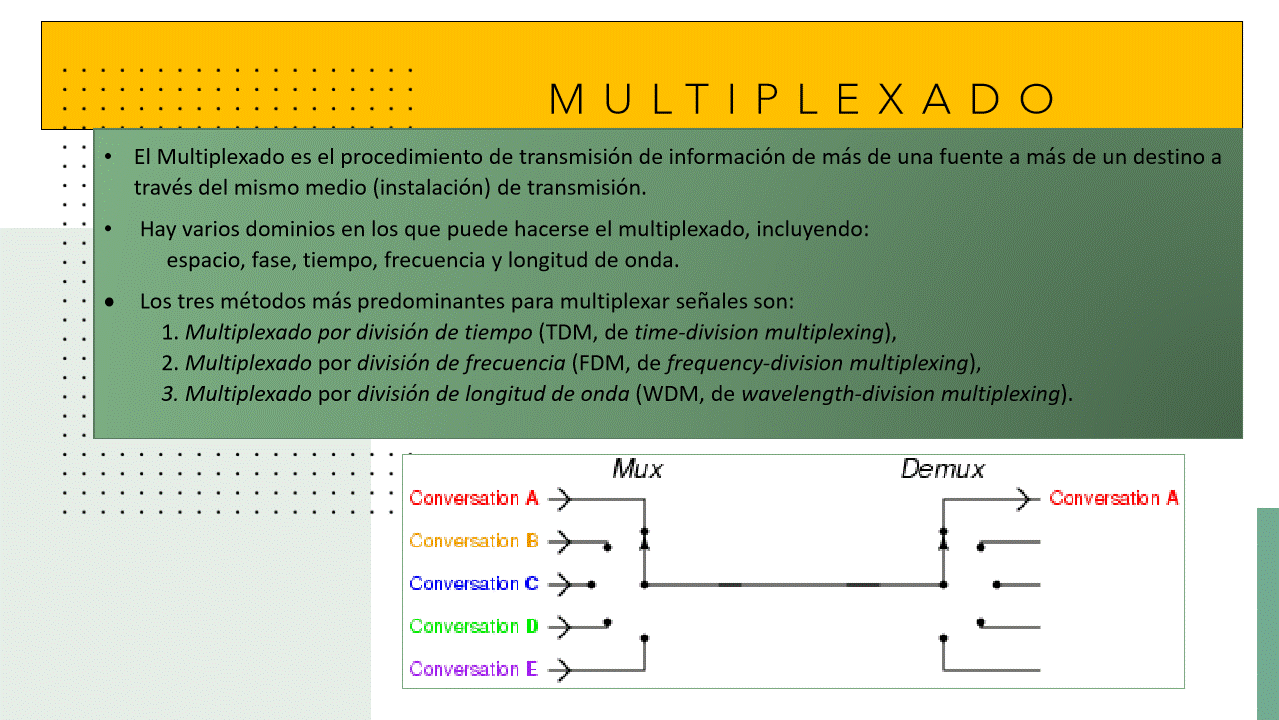 MULTIPLEXADO
• El Multiplexado es el procedimiento de transmisión de información de más de una fuente a más de un destino a
través del mismo medio (instalación) de transmisión.
• Hay varios dominios en los que puede hacerse el multiplexado, incluyendo:
espacio, fase, tiempo, frecuencia y longitud de onda.
• Los tres métodos más predominantes para multiplexar señales son:
1. Multiplexado por división de tiempo (TDM, de time-division multiplexing),
2. Multiplexado por división de frecuencia (FDM, de frequency-division multiplexing),
3. Multiplexado por división de longitud de onda (WDM, de wavelength-division multiplexing).
Mux Demux
Conversation A Conversation A
Conversation B
Conversation C
Conversation D
Conversation E